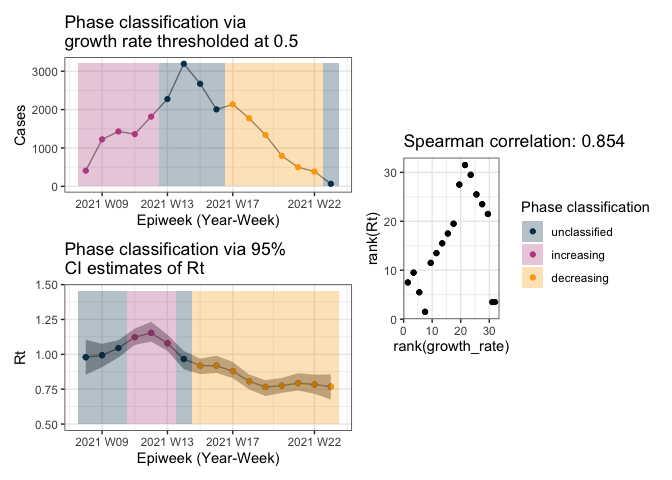 Phase classification via
growth rate thresholded at 0.5
Cases
3000
2000
1000
0
2021 W09
2021 W13
2021 W17
2021 W22
Epiweek (Year-Week)
Phase classification via 95%
CI estimates of Rt
Rt
1.50
1.25
1.00
0.75
0.50
2021 W09
2021 W13
2021 W17
2021 W22
Epiweek (Year-Week)
Spearman correlation: 0.854
rank(Rt)
30
20
10
0
0
10
20
30
rank(growth_rate)
Phase classification
unclassified
increasing
decreasing